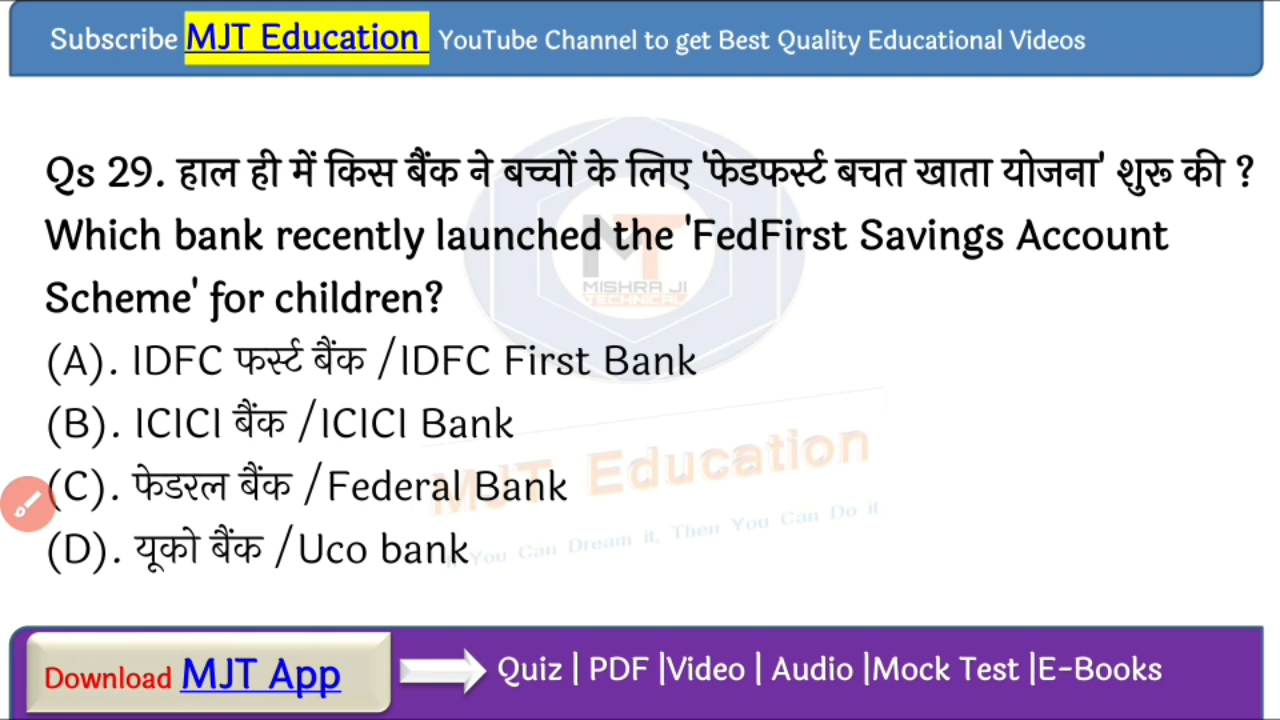 Subscribe MJT Education YouTube Channel to get Best Quality Educational Videos
Qs 29. हाल ही में किस बैंक ने बच्चों के लिए 'फेडफर्स्ट बचत खाता योजना' शुरू की ?
Which bank recently launched the 'FedFirst Savings Account
Scheme' for children?
MT
MISHRA JI
TECHNICAL
(A). IDFC फर्स्ट बैंक /IDFC First Bank
(B). ICICI बैंक /ICICI Bank
MJT Education
(C). फेडरल बैंक /Federal Bank
If You Can Dream it, Then You Can Do it
(D). यूको बैंक /Uco bank
Download MJT App Quiz | PDF |Video | Audio |Mock Test |E-Books